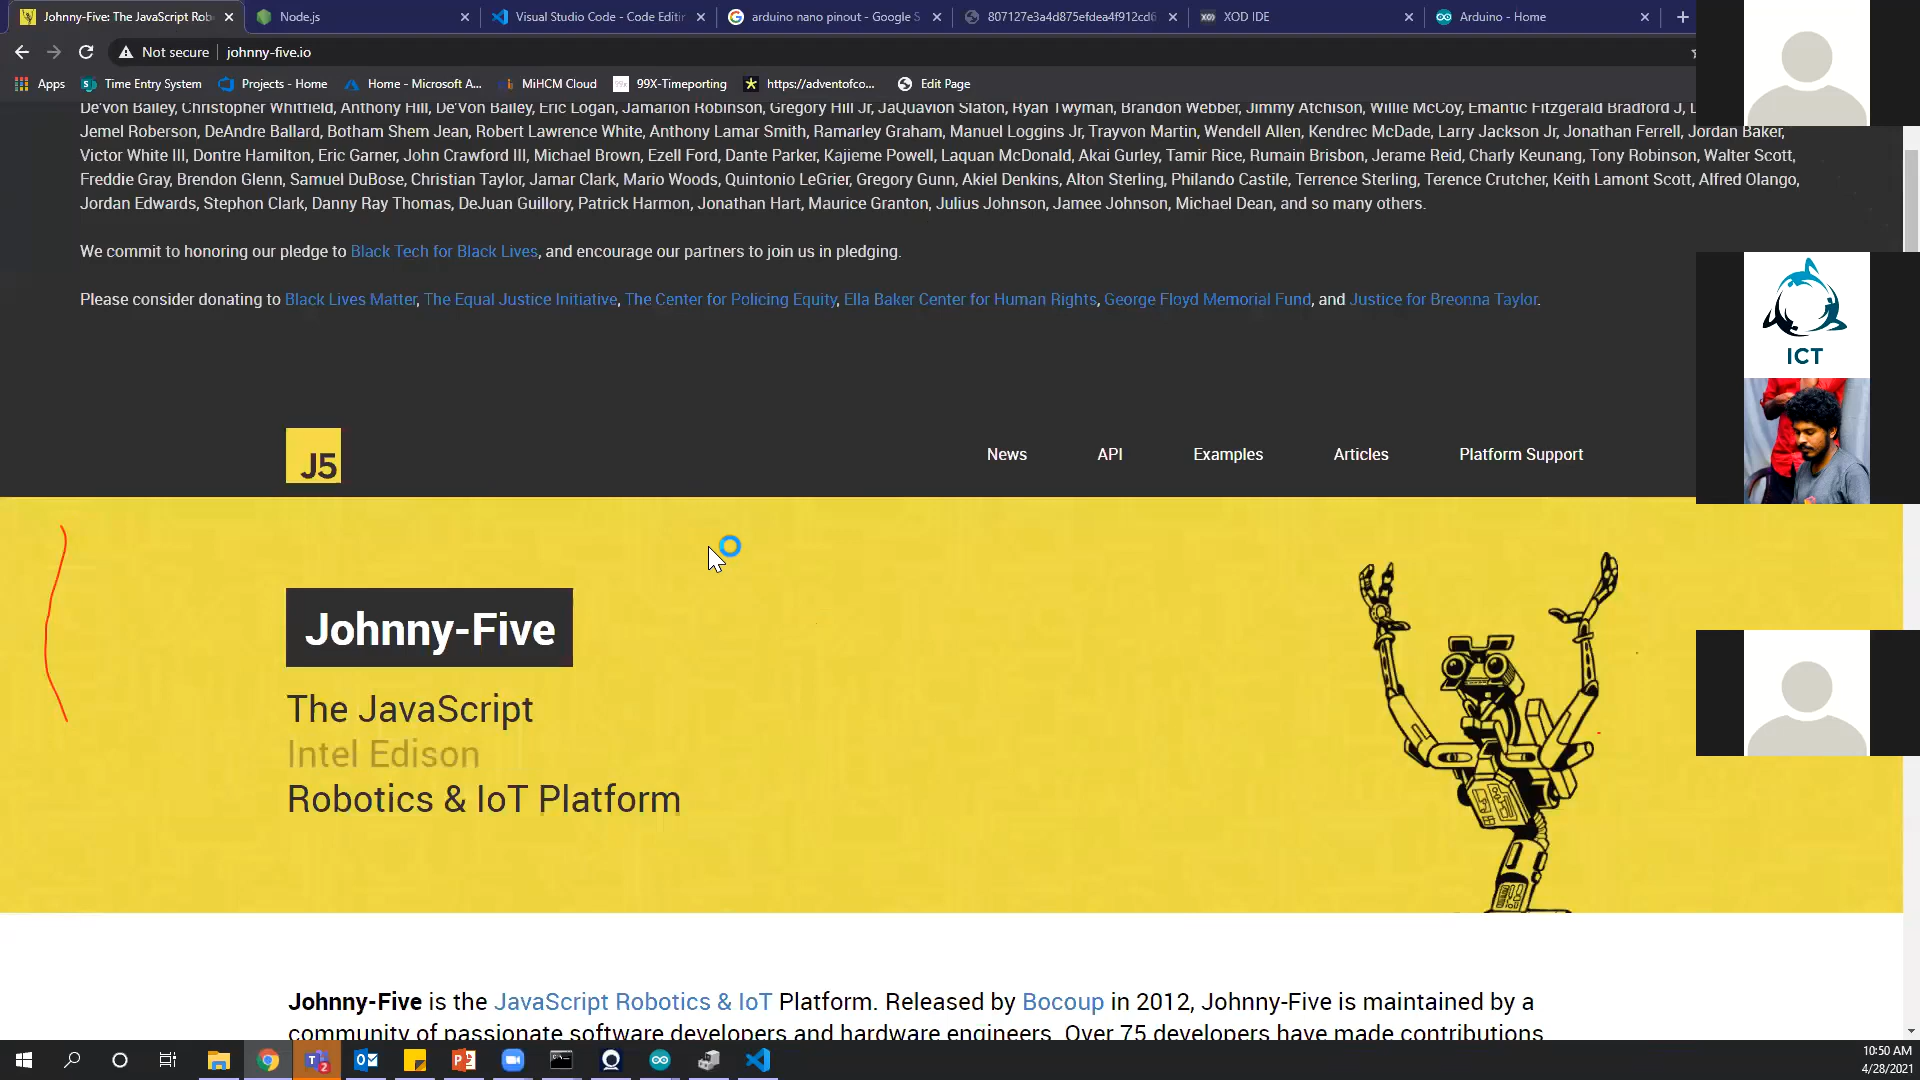 Johnny-Five: The JavaScript Rob
Node.js
Visual Studio Code - Code Editin
arduino nano pinout - Google S
807127e3a4d875efdea4f912cd6
XOD IDE
Arduino - Home
Not secure
johnny-five.io
Apps
Time Entry System
Projects - Home
Home - Microsoft A...
MiHCM Cloud
99X-Timeporting
https://adventofco...
Edit Page
De'von Bailey, Christopher Whitfield, Anthony Hill, De'Von Bailey, Eric Logan, Jamarion Robinson, Gregory Hill Jr, JaQuavion Slaton, Ryan Twyman, Brandon Webber, Jimmy Atchison, Willie McCoy, Emantic Fitzgerald Bradford J,
Jemel Roberson, DeAndre Ballard, Botham Shem Jean, Robert Lawrence White, Anthony Lamar Smith, Ramarley Graham, Manuel Loggins Jr, Trayvon Martin, Wendell Allen, Kendrec McDade, Larry Jackson Jr, Jonathan Ferrell, Jordan Baker,
Victor White III, Dontre Hamilton, Eric Garner, John Crawford III, Michael Brown, Ezell Ford, Dante Parker, Kajieme Powell, Laquan McDonald, Akai Gurley, Tamir Rice, Rumain Brisbon, Jerame Reid, Charly Keunang, Tony Robinson, Walter Scott,
Freddie Gray, Brendon Glenn, Samuel DuBose, Christian Taylor, Jamar Clark, Mario Woods, Quintonio LeGrier, Gregory Gunn, Akiel Denkins, Alton Sterling, Philando Castile, Terrence Sterling, Terence Crutcher, Keith Lamont Scott, Alfred Olango,
Jordan Edwards, Stephon Clark, Danny Ray Thomas, DeJuan Guillory, Patrick Harmon, Jonathan Hart, Maurice Granton, Julius Johnson, Jamee Johnson, Michael Dean, and so many others.
We commit to honoring our pledge to Black Tech for Black Lives, and encourage our partners to join us in pledging.
Please consider donating to Black Lives Matter, The Equal Justice Initiative, The Center for Policing Equity, Ella Baker Center for Human Rights, George Floyd Memorial Fund, and Justice for Breonna Taylor.
ICT
J5
News
API
Examples
Articles
Platform Support
Johnny-Five
The JavaScript
Intel Edison
Robotics & IoT Platform
Johnny-Five is the JavaScript Robotics & IoT Platform. Released by Bocoup in 2012, Johnny-Five is maintained by a
community of passionate software developers and hardware engineers. Over 75 developers have made contributions
10:50 AM
4/28/2021